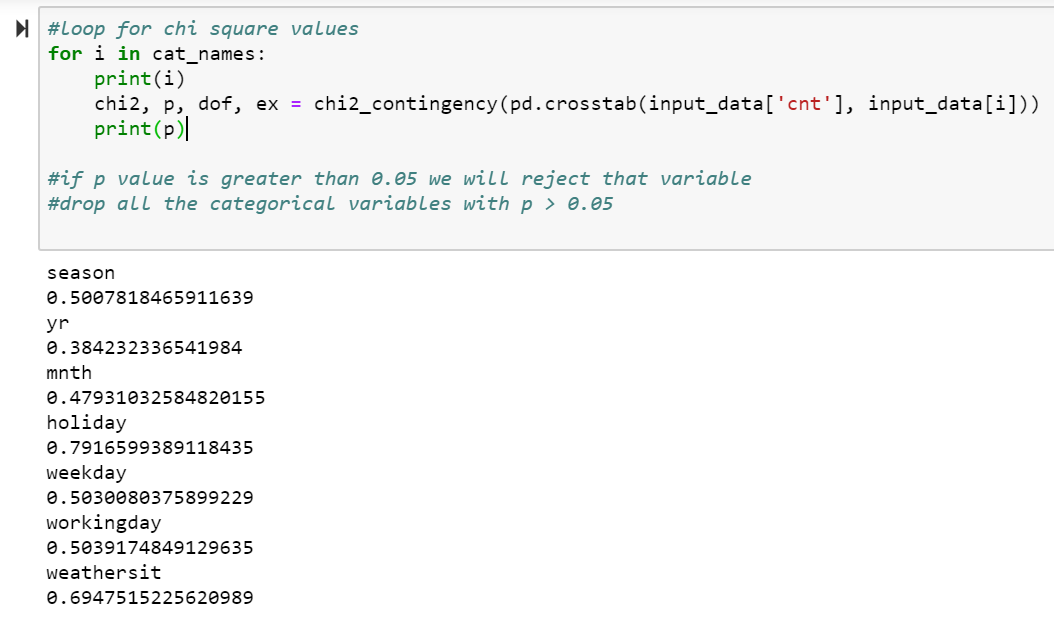 #loop for chi square values
for i in cat_names:
    print(i)
    chi2, p, dof, ex = chi2_contingency(pd.crosstab(input_data['cnt'], input_data[i]))
    print(p)
#if p value is greater than 0.05 we will reject that variable
#drop all the categorical variables with p > 0.05
season
0.5007818465911639
yr
0.384232336541984
mnth
0.47931032584820155
holiday
0.7916599389118435
weekday
0.5030080375899229
workingday
0.5039174849129635
weathersit
0.6947515225620989